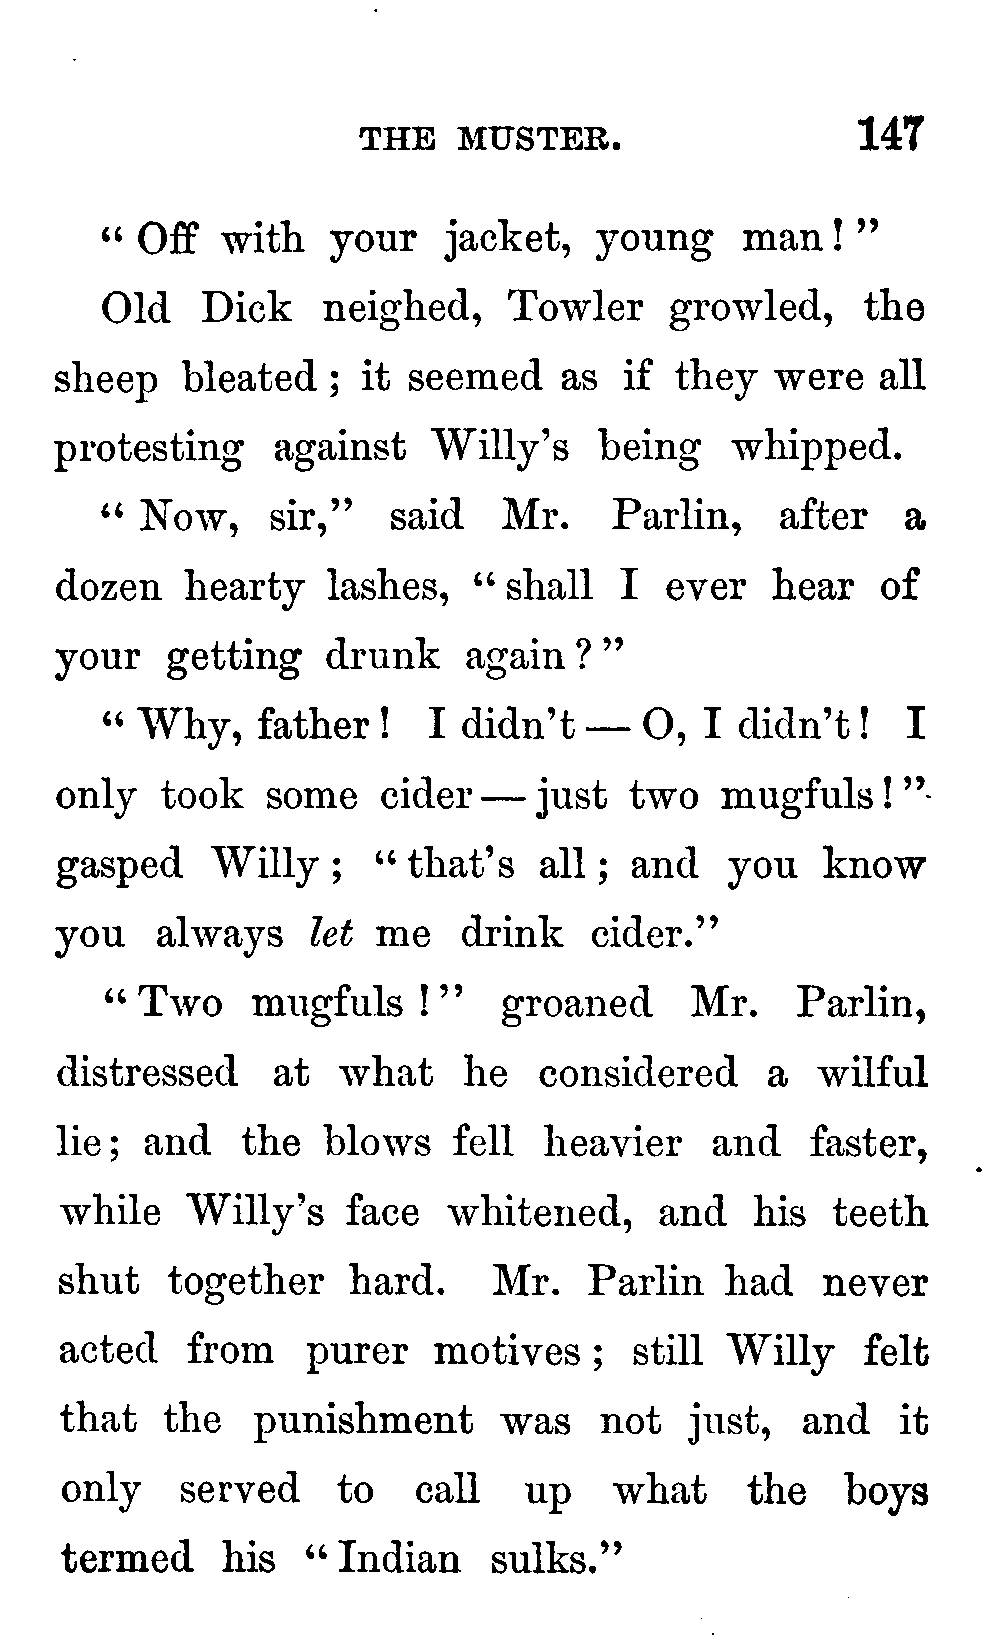 THE MUSTER. 147
“Off with your jacket, young man!”
Old Dick neighed, Towler growled, the
sheep bleated; it seemed as if they were all
protesting against Willy’s being whipped.
“Now, sir,” said Mr. Parlin, after a
dozen hearty lashes, “shall I ever hear of
your getting drunk again?”
“Why, father! I didn’t — O, I didn’t! I
only took some cider — just two mugfuls!”
gasped Willy; “that’s all; and you know
you always let me drink cider.”
“Two mugfuls!” groaned Mr. Parlin,
distressed at what he considered a wilful
lie; and the blows fell heavier and faster,
while Willy’s face whitened, and his teeth
shut together hard. Mr. Parlin had never
acted from purer motives; still Willy felt
that the punishment was not just, and it
only served to call up what the boys
termed his “Indian sulks.”